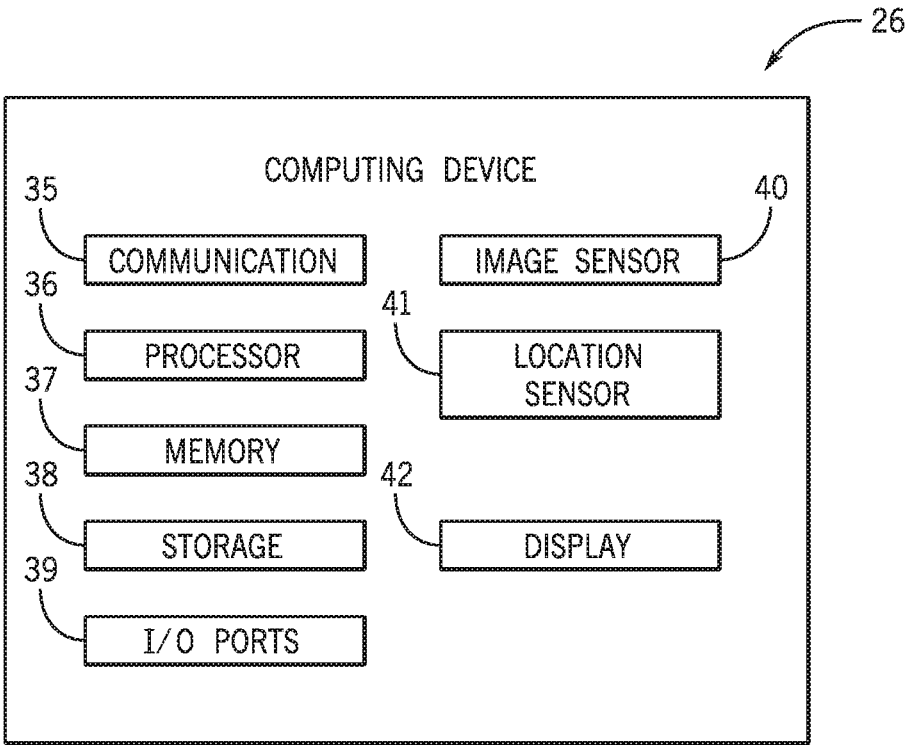 26
COMPUTING DEVICE
35
COMMUNICATION
36
PROCESSOR
37
MEMORY
38
STORAGE
39
I/O PORTS
40
IMAGE SENSOR
41
LOCATION
SENSOR
42
DISPLAY